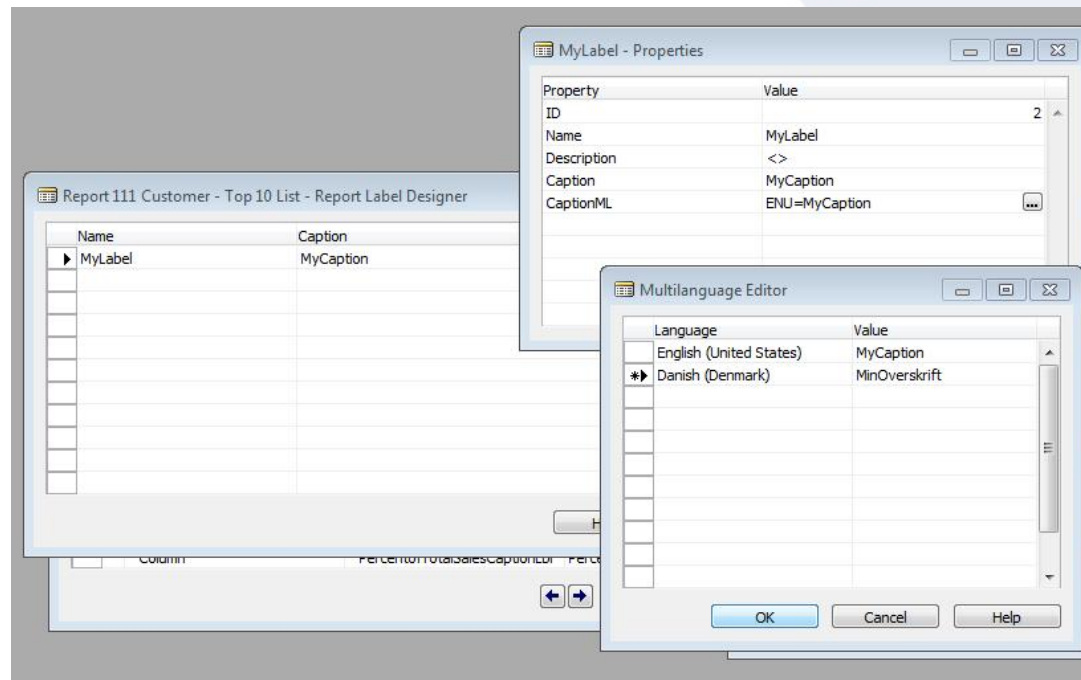 MyLabel - Properties
Property Value
ID 2
Name MyLabel
Description <>
Caption MyCaption
CaptionML ENU=MyCaption
...
Report 111 Customer - Top 10 List - Report Label Designer
Name Caption
MyLabel MyCaption
Multilanguage Editor
Language Value
English (United States) MyCaption
Danish (Denmark) MinOverskrift
OK Cancel Help
Column PercentofTotalSalesCaptionLbl